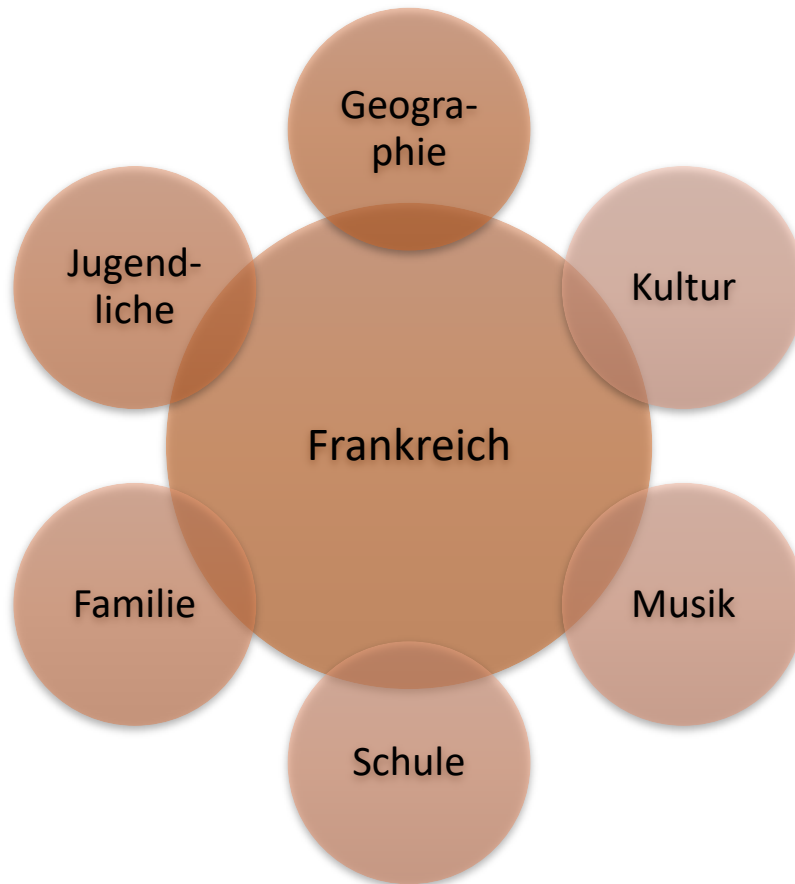 Geogra-
phie
Jugend-
liche
Kultur
Frankreich
Familie
Musik
Schule